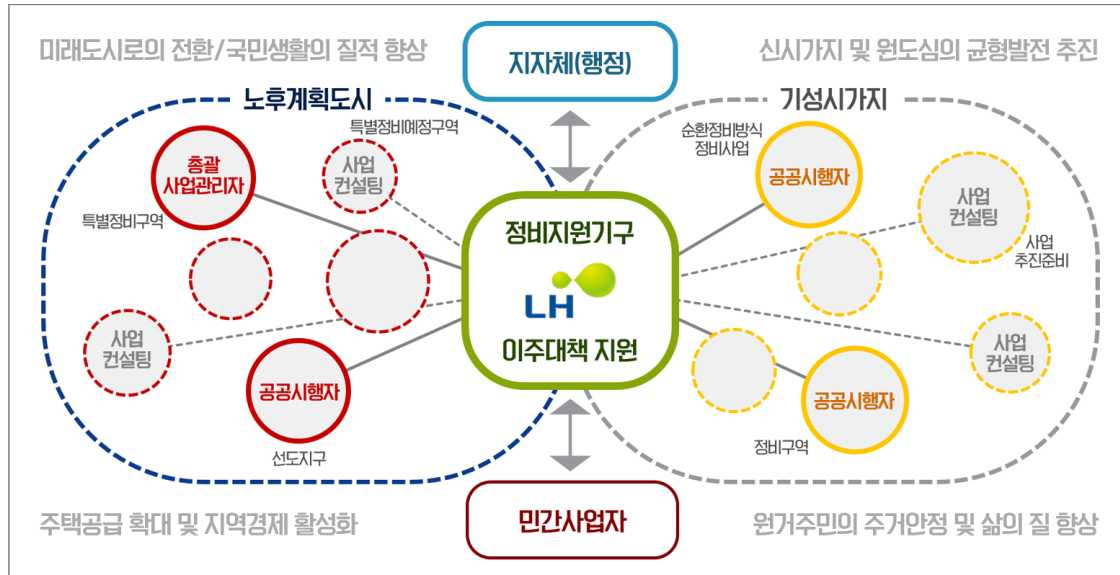 미래도시로의 전환/국민생활의 질적 향상
지자체(행정)
신시가지 및 원도심의 균형발전 추진
노후계획도시
기성시가지
특별정비예정구역
사업
컨설팅
총괄
사업관리자
특별정비구역
순환정비방식
정비사업
공공시행자
사업
컨설팅
사업
추진준비
정비지원기구
LH
이주대책 지원
사업
컨설팅
공공시행자
선도지구
사업
컨설팅
공공시행자
정비구역
주택공급 확대 및 지역경제 활성화
민간사업자
원거주민의 주거안정 및 삶의 질 향상